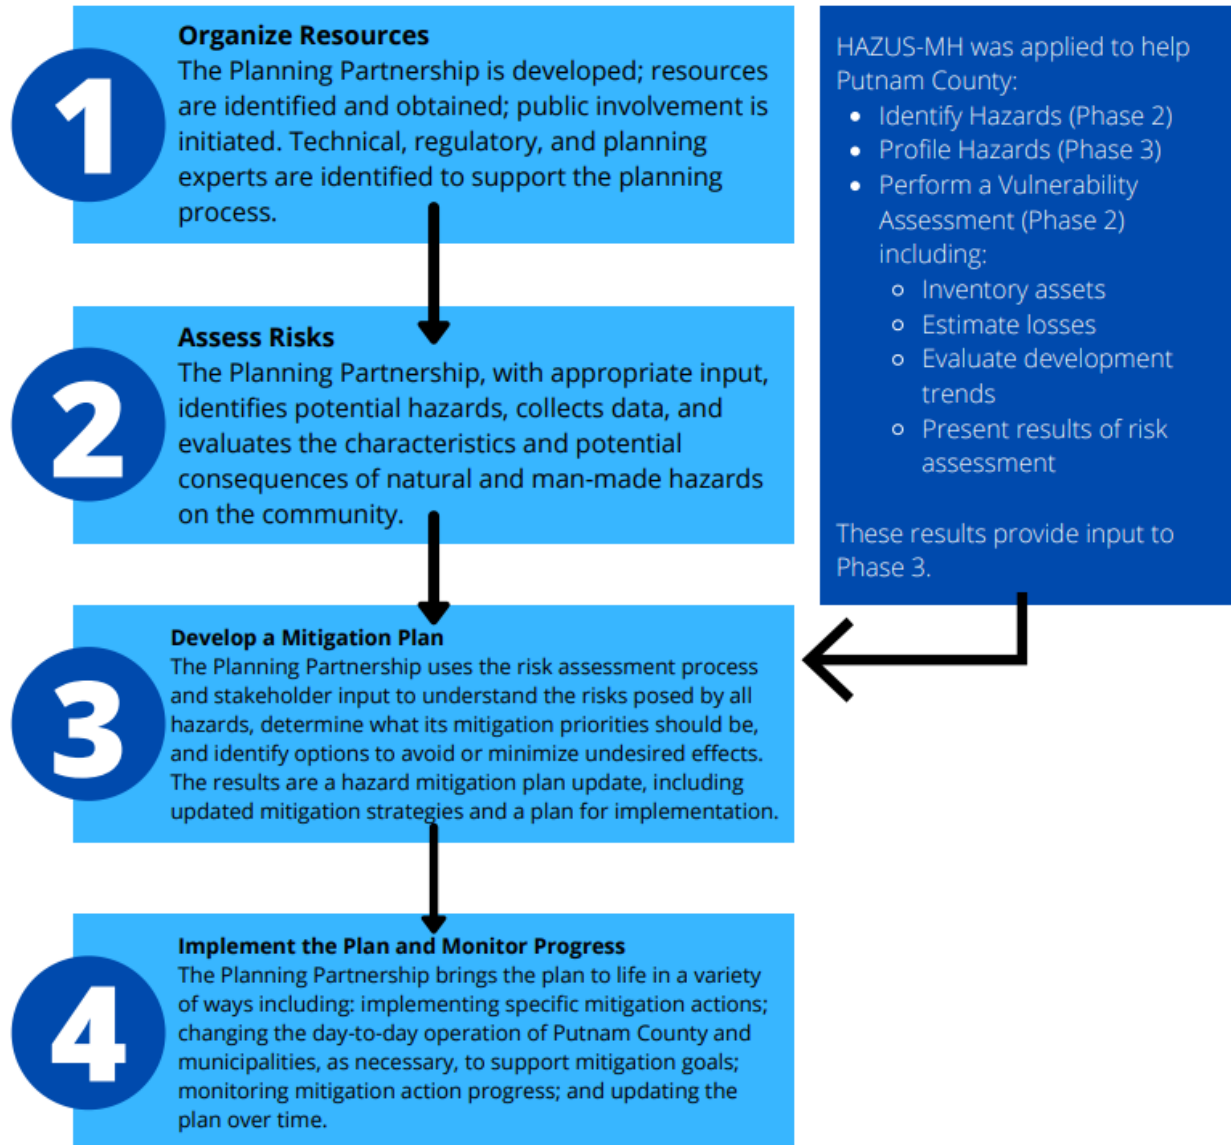 1
Organize Resources
The Planning Partnership is developed; resources
are identified and obtained; public involvement is
initiated. Technical, regulatory, and planning
experts are identified to support the planning
process.
2
Assess Risks
The Planning Partnership, with appropriate input,
identifies potential hazards, collects data, and
evaluates the characteristics and potential
consequences of natural and man-made hazards
on the community.
3
Develop a Mitigation Plan
The Planning Partnership uses the risk assessment process
and stakeholder input to understand the risks posed by all
hazards, determine what its mitigation priorities should be,
and identify options to avoid or minimize undesired effects.
The results are a hazard mitigation plan update, including
updated mitigation strategies and a plan for implementation.
4
Implement the Plan and Monitor Progress
The Planning Partnership brings the plan to life in a variety
of ways including: implementing specific mitigation actions;
changing the day-to-day operation of Putnam County and
municipalities, as necessary, to support mitigation goals;
monitoring mitigation action progress; and updating the
plan over time.
HAZUS-MH was applied to help
Putnam County:
• Identify Hazards (Phase 2)
• Profile Hazards (Phase 3)
• Perform a Vulnerability
Assessment (Phase 2)
including:
◦ Inventory assets
◦ Estimate losses
◦ Evaluate development
trends
◦ Present results of risk
assessment
These results provide input to
Phase 3.